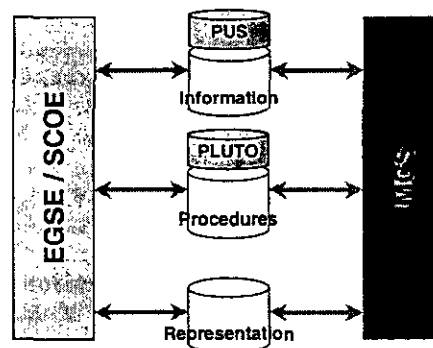 EGSE / SCOE
PUS
Information
PLUTO
Procedures
Representation